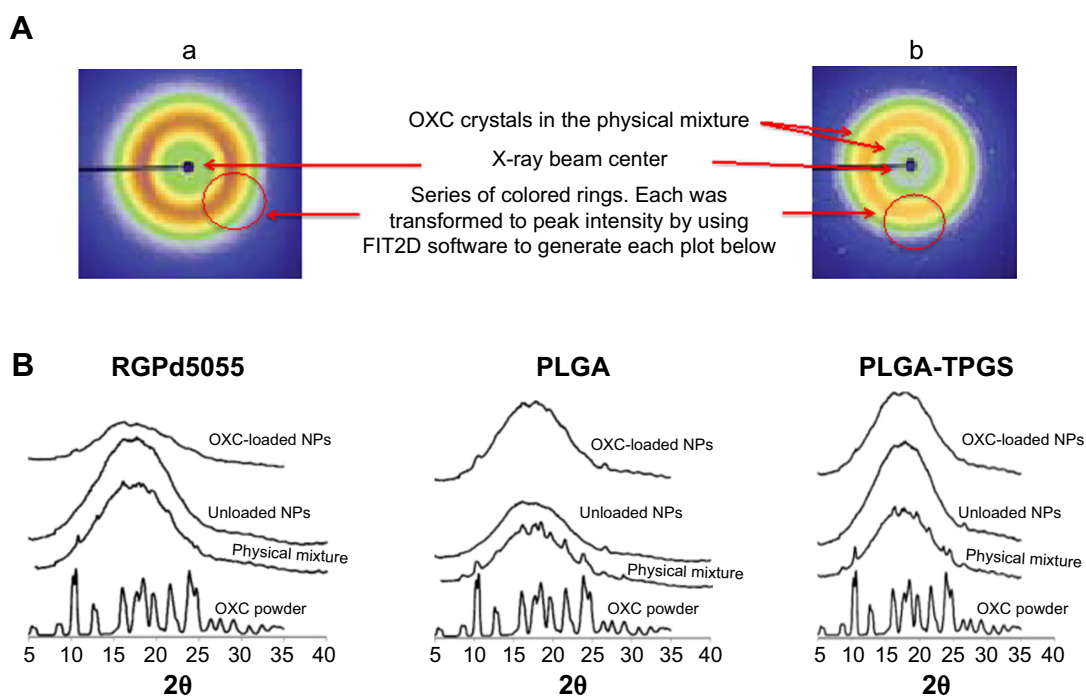 A
a
b
OXC crystals in the physical mixture
X-ray beam center
Series of colored rings. Each was
transformed to peak intensity by using
FIT2D software to generate each plot below
B
RGPd5055
PLGA
PLGA-TPGS
OXC-loaded NPs
Unloaded NPs
Physical mixture
OXC powder
5 10 15 20 25 30 35 40
2θ
OXC-loaded NPs
Unloaded NPs
Physical mixture
OXC powder
5 10 15 20 25 30 35 40
2θ
OXC-loaded NPs
Unloaded NPs
Physical mixture
OXC powder
5 10 15 20 25 30 35 40
2θ